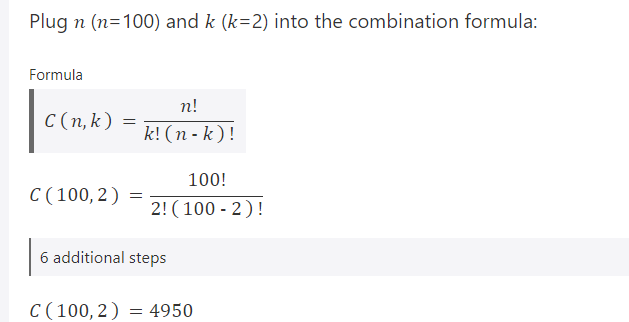 Plug n (n=100) and k (k=2) into the combination formula:
Formula
C(n,k) = n! / k!(n-k)!
C(100,2) = 100! / 2!(100-2)!
6 additional steps
C(100,2) = 4950